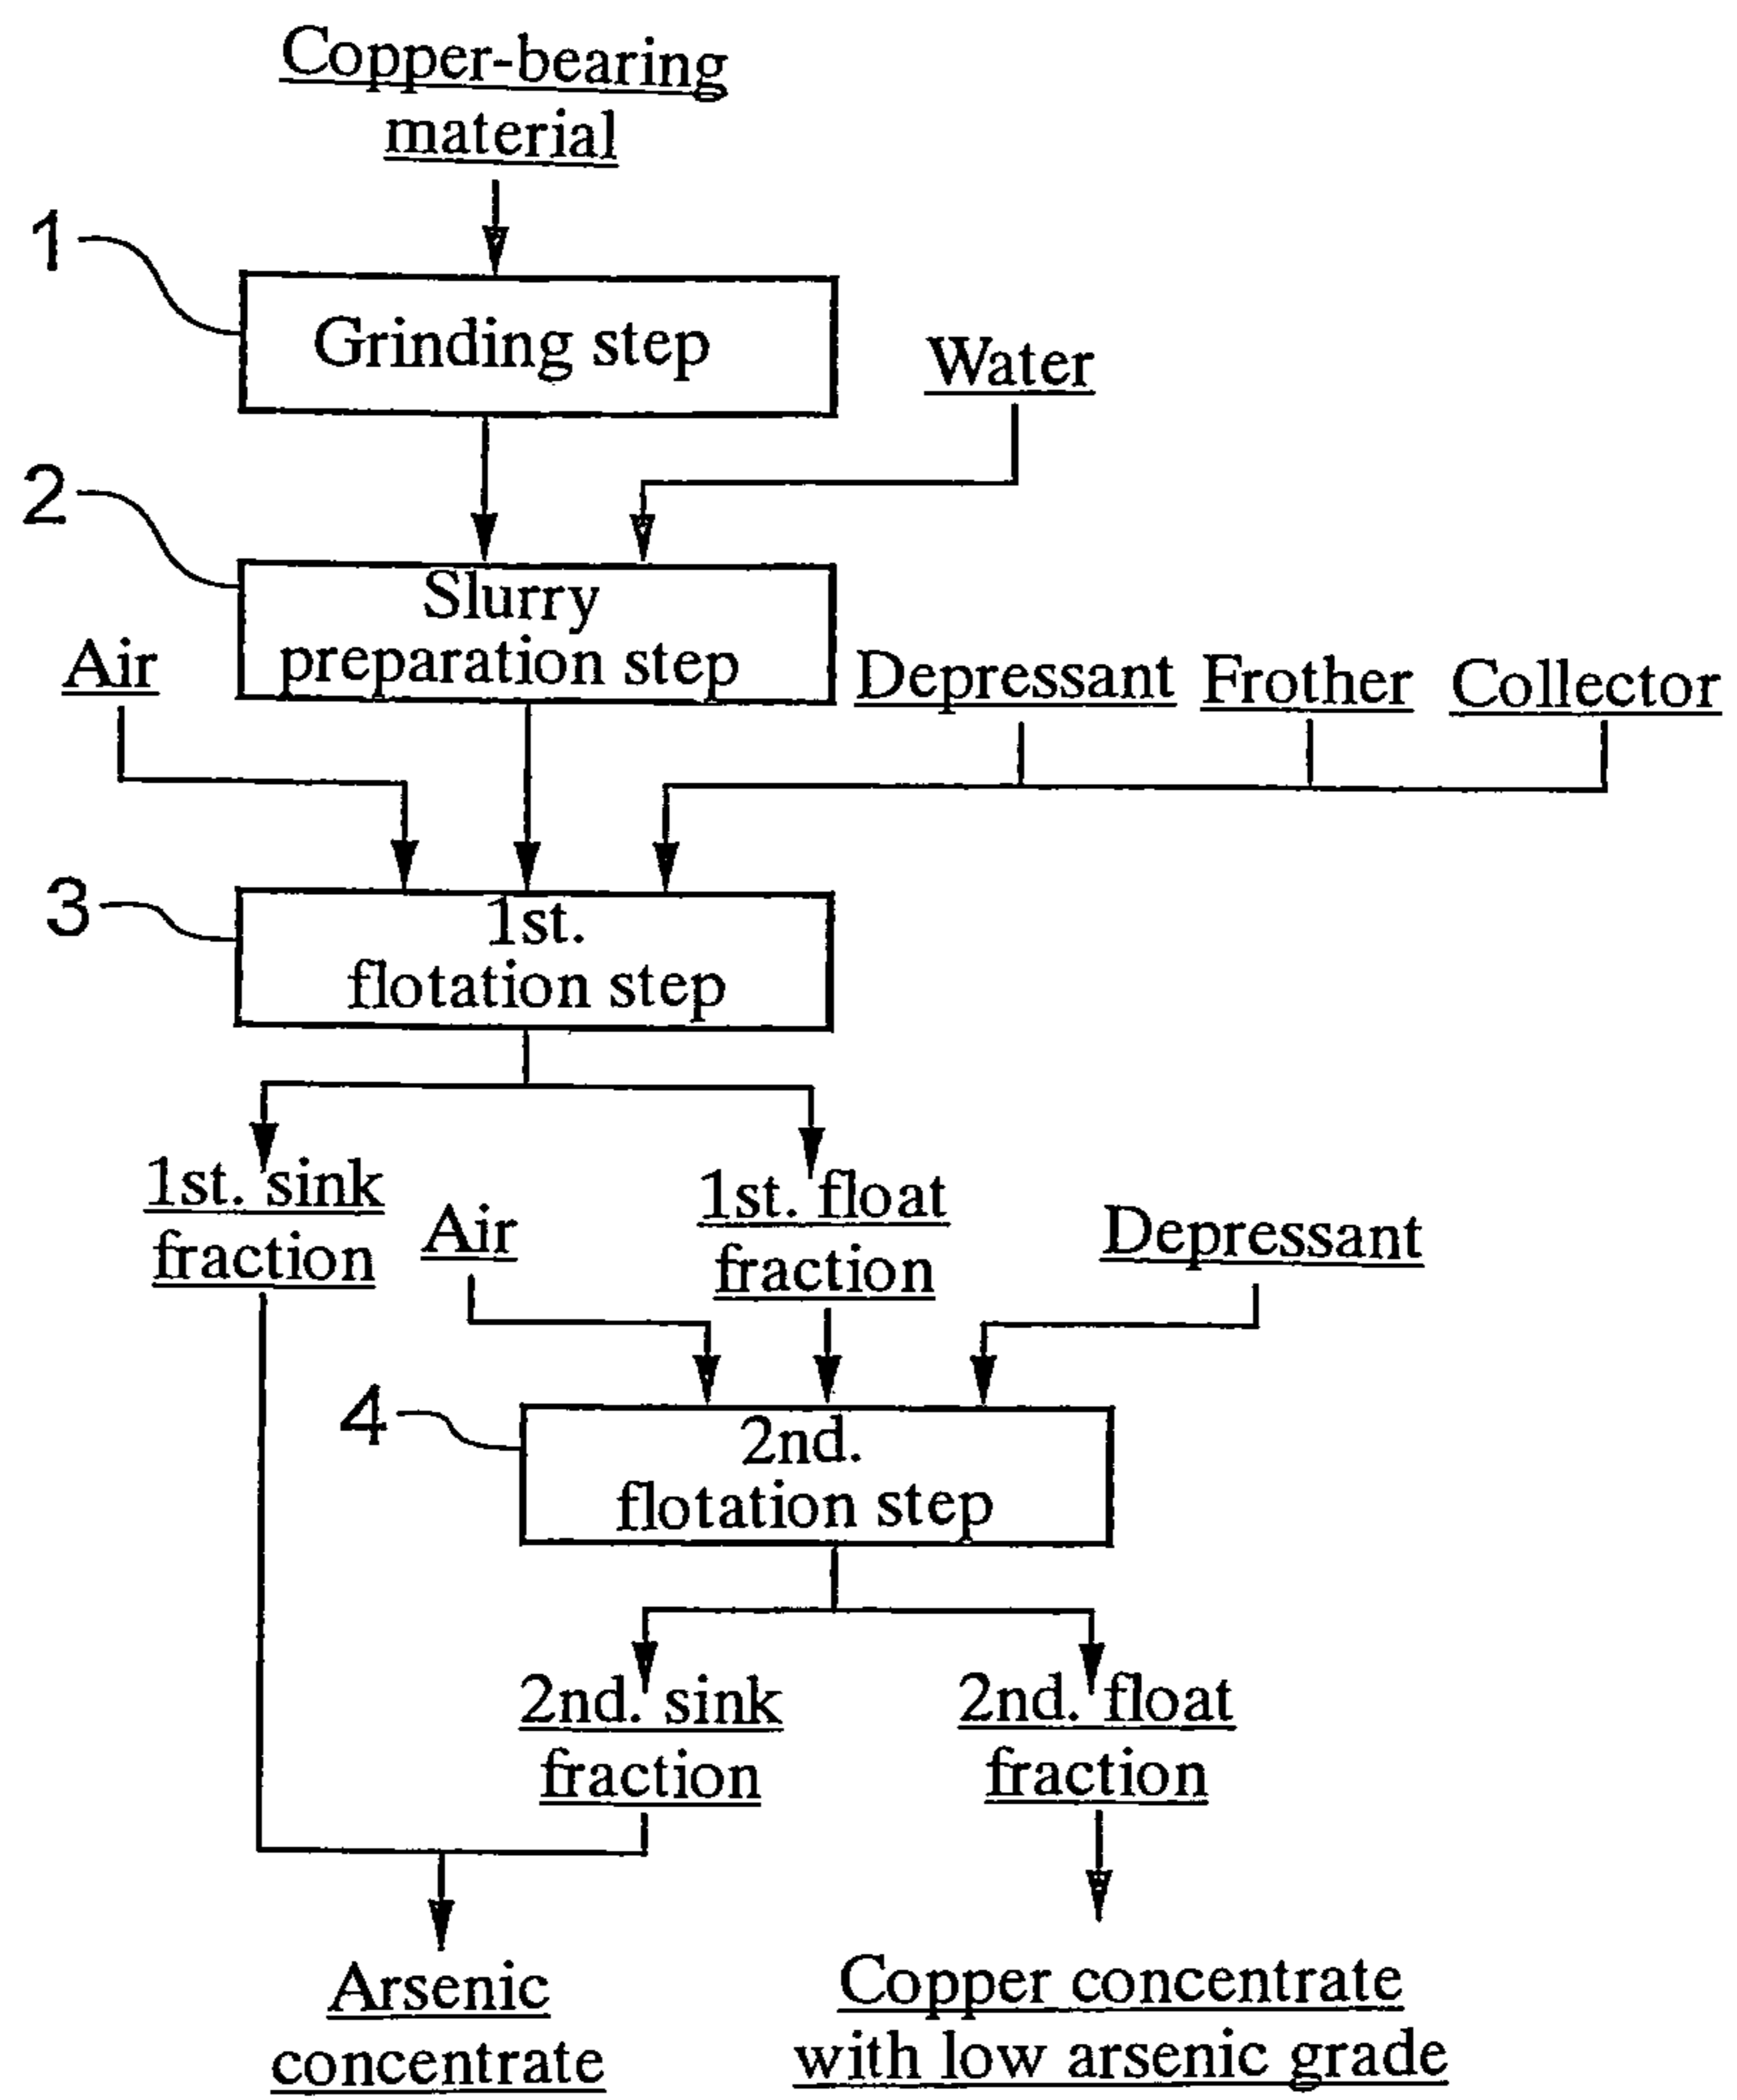 Copper-bearing
material
1
Grinding step
Water
2
Slurry
preparation step
Air
Depressant
Frother
Collector
3
1st.
flotation step
1st. sink
fraction
Air
1st. float
fraction
Depressant
4
2nd.
flotation step
2nd. sink
fraction
2nd. float
fraction
Arsenic
concentrate
Copper concentrate
with low arsenic grade